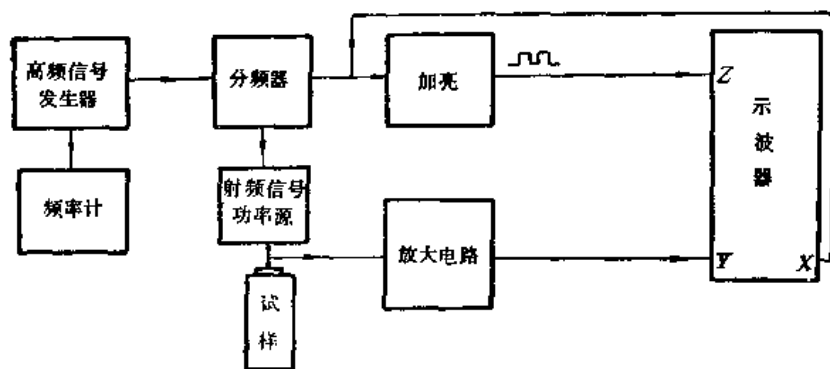 高频信号
发生器
分频器
加亮
Z
示
波
器
频率计
射频信号
功率源
放大电路
Y
X
试
样